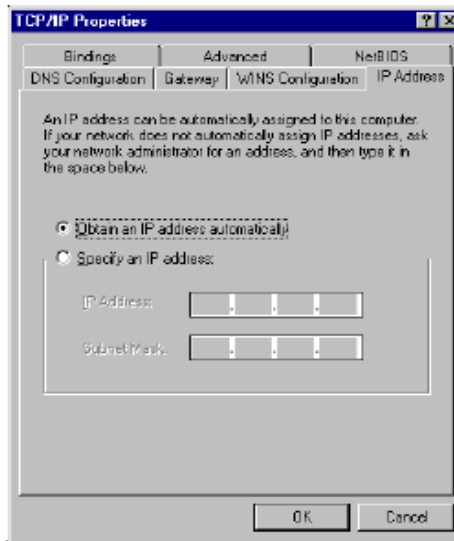 TCP/IP Properties
Bindings Advanced NetBIOS
DNS Configuration Gateway WINS Configuration IP Address
An IP address can be automatically assigned to this computer.
If your network does not automatically assign IP addresses, ask
your network administrator for an address, and then type it in
the space below.
Obtain an IP address automatically
Specify an IP address:
IP Address:
Subnet Mask:
OK Cancel